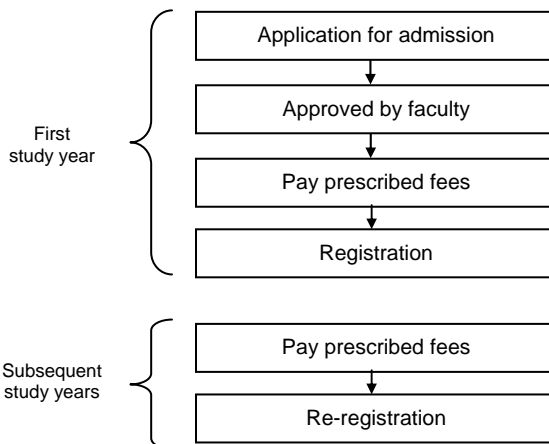 Application for admission
Approved by faculty
First
study year
Pay prescribed fees
Registration
Pay prescribed fees
Subsequent
study years
Re-registration